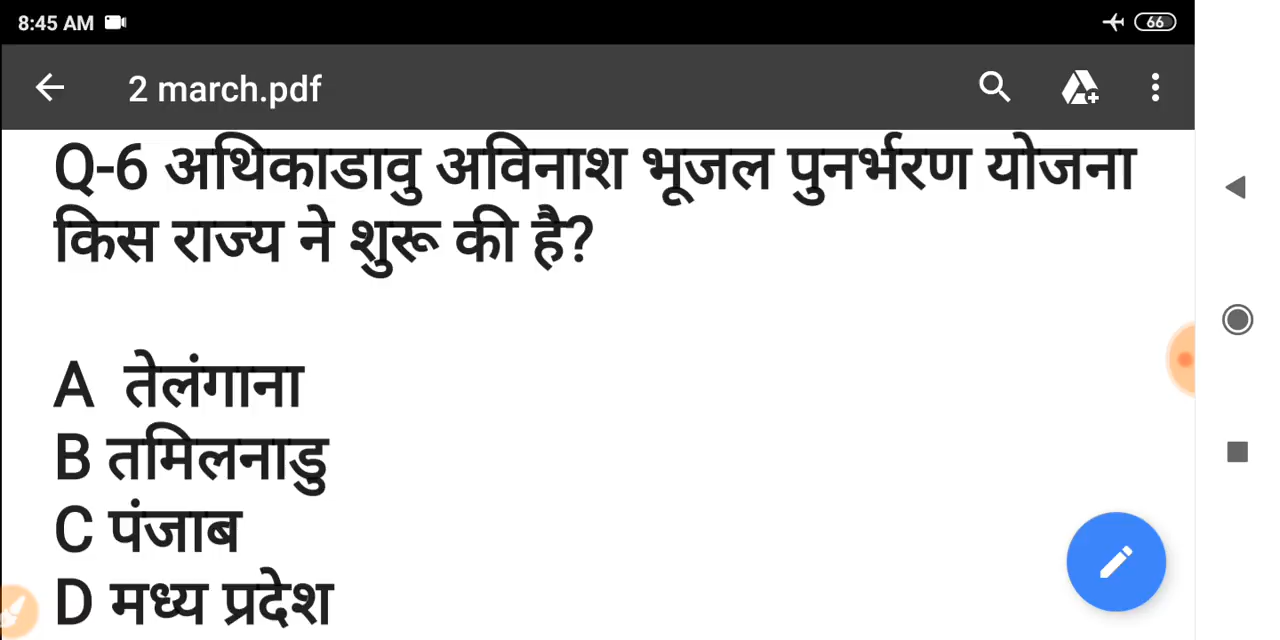 8:45 AM 66
2 march.pdf
Q-6 अथिकाडावु अविनाश भूजल पुनर्भरण योजना
किस राज्य ने शुरू की है?
A तेलंगाना
B तमिलनाडु
C पंजाब
D मध्य प्रदेश